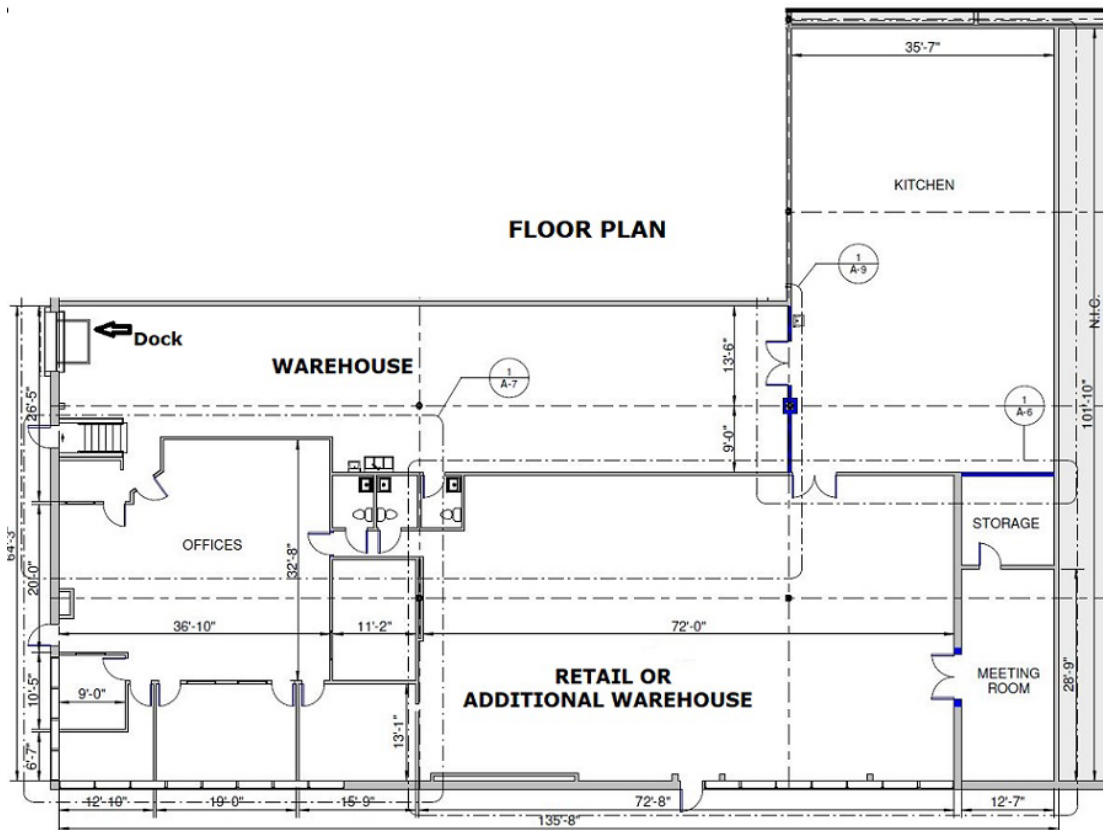 35'-7"
KITCHEN
FLOOR PLAN
1
A-9
N.I.C.
Dock
WAREHOUSE
13'-6"
1
A-7
26'-5"
1
A-6
101'-10"
9'-0"
64'-3"
OFFICES
32'-8"
STORAGE
20'-0"
36'-10"
11'-2"
72'-0"
RETAIL OR
ADDITIONAL WAREHOUSE
MEETING
ROOM
28'-9"
10'-5"
9'-0"
13'-1"
6'-7"
12'-10"
19'-0"
15'-9"
72'-8"
12'-7"
135'-8"